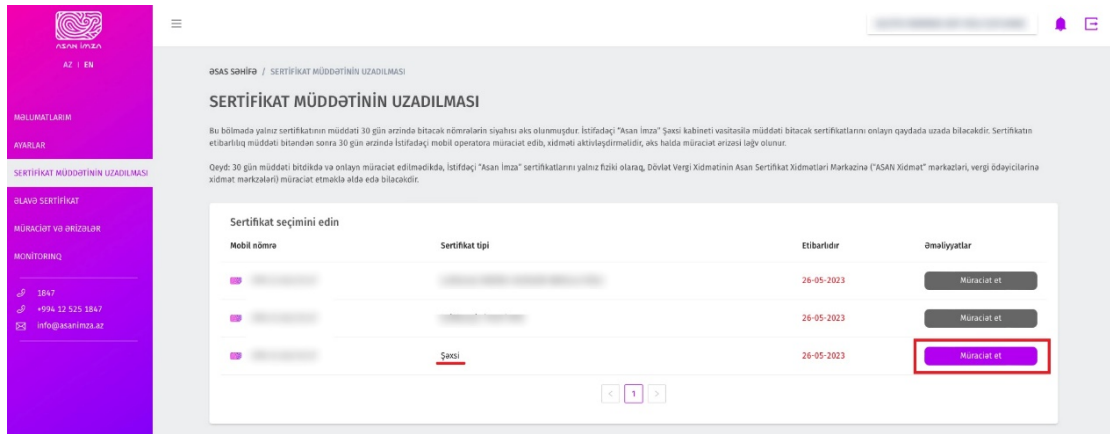 ASAN İMZA
AZ | EN
MƏLUMATLARIM
AYARLAR
SERTİFİKAT MÜDDƏTİNİN UZADILMASI
ƏLAVƏ SERTİFİKAT
MÜRACİƏT VƏ ƏRİZƏLƏR
MONİTORINQ
1847
+994 12 525 1847
info@asanimza.az
ƏSAS SƏHİFƏ / SERTİFİKAT MÜDDƏTİNİN UZADILMASI
SERTİFİKAT MÜDDƏTİNİN UZADILMASI
Bu bölmədə yalnız sertifikatının müddəti 30 gün ərzində bitəcək nömrələrin siyahısı əks olunmuşdur. İstifadəçi "Asan İmza" Şəxsi kabineti vasitəsilə müddəti bitəcək sertifikatlarını onlayn qaydada uzada biləcəkdir. Sertifikatın
etibarlılıq müddəti bitəndən sonra 30 gün ərzində İstifadəçi mobil operatora müraciət edib, xidməti aktivləşdirməlidir, əks halda müraciət ərizəsi ləğv olunur.
Qeyd: 30 gün müddəti bitdikdə və onlayn müraciət edilmədikdə, İstifdəçi "Asan İmza" sertifikatlarını yalnız fiziki olaraq, Dövlət Vergi Xidmətinin Asan Sertifikat Xidmətləri Mərkəzinə ("ASAN Xidmət" mərkəzləri, vergi ödəyicilərinə
xidmət mərkzələri) müraciət etməklə əldə edə biləcəkdir.
Sertifikat seçimini edin
Mobil nömrə Sertifikat tipi Etibarlıdır Əməliyyatlar
26-05-2023 Müraciət et
26-05-2023 Müraciət et
Şəxsi 26-05-2023 Müraciət et
< 1 >